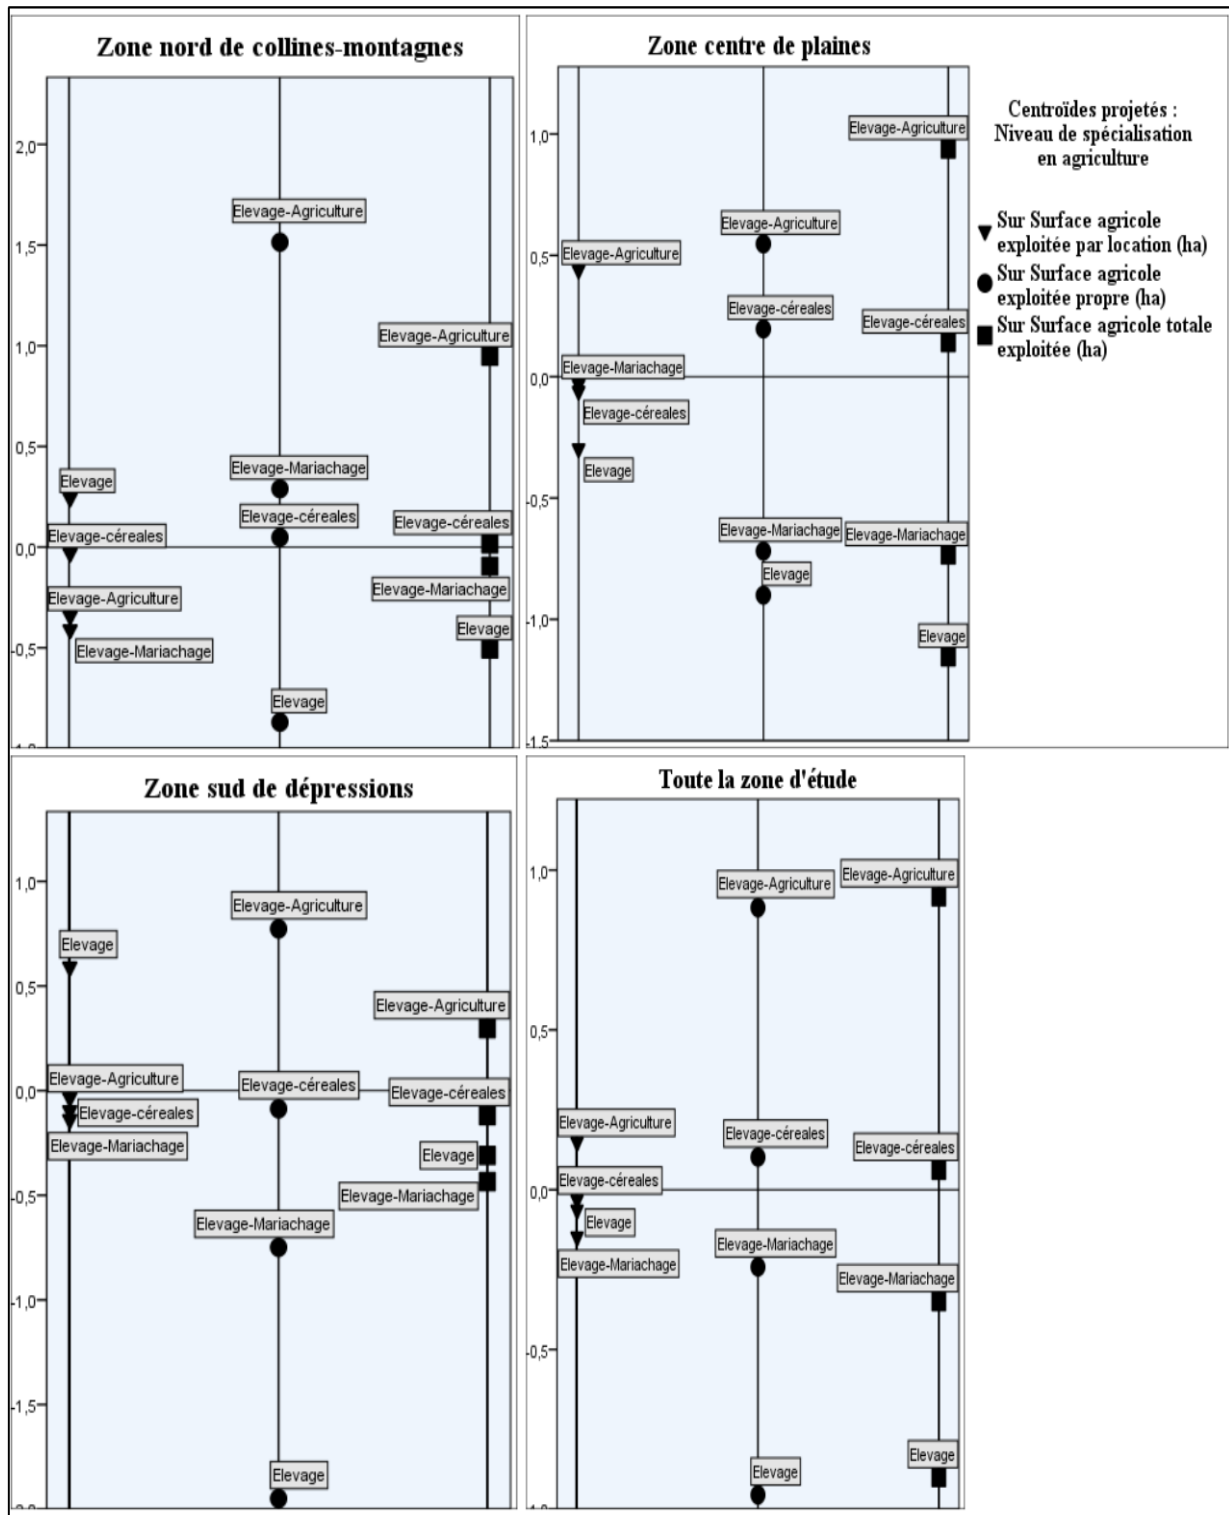 Zone nord de collines-montagnes
2,0
1,5
1,0
0,5
0,0
-0,5
-1,0
Elevage
Elevage-céreales
Elevage-Agriculture
Elevage-Mariachage
Elevage-Agriculture
Elevage-Mariachage
Elevage-céreales
Elevage
Elevage-Agriculture
Elevage-céreales
Elevage-Mariachage
Elevage
Zone centre de plaines
1,0
0,5
0,0
-0,5
-1,0
-1,5
Elevage-Agriculture
Elevage-Mariachage
Elevage-céreales
Elevage
Elevage-Agriculture
Elevage-céreales
Elevage-Mariachage
Elevage
Elevage-Agriculture
Elevage-céreales
Elevage-Mariachage
Elevage
Centroïdes projetés :
Niveau de spécialisation
en agriculture
Sur Surface agricole
exploitée par location (ha)
Sur Surface agricole
exploitée propre (ha)
Sur Surface agricole totale
exploitée (ha)
Zone sud de dépressions
1,0
0,5
0,0
-0,5
-1,0
-1,5
-2,0
Elevage
Elevage-Agriculture
Elevage-céreales
Elevage-Mariachage
Elevage-Agriculture
Elevage-céreales
Elevage-Mariachage
Elevage
Elevage-Agriculture
Elevage-céreales
Elevage
Elevage-Mariachage
Toute la zone d'étude
1,0
0,5
0,0
-0,5
-1,0
Elevage-Agriculture
Elevage-céreales
Elevage
Elevage-Mariachage
Elevage-Agriculture
Elevage-céreales
Elevage-Mariachage
Elevage
Elevage-Agriculture
Elevage-céreales
Elevage-Mariachage
Elevage